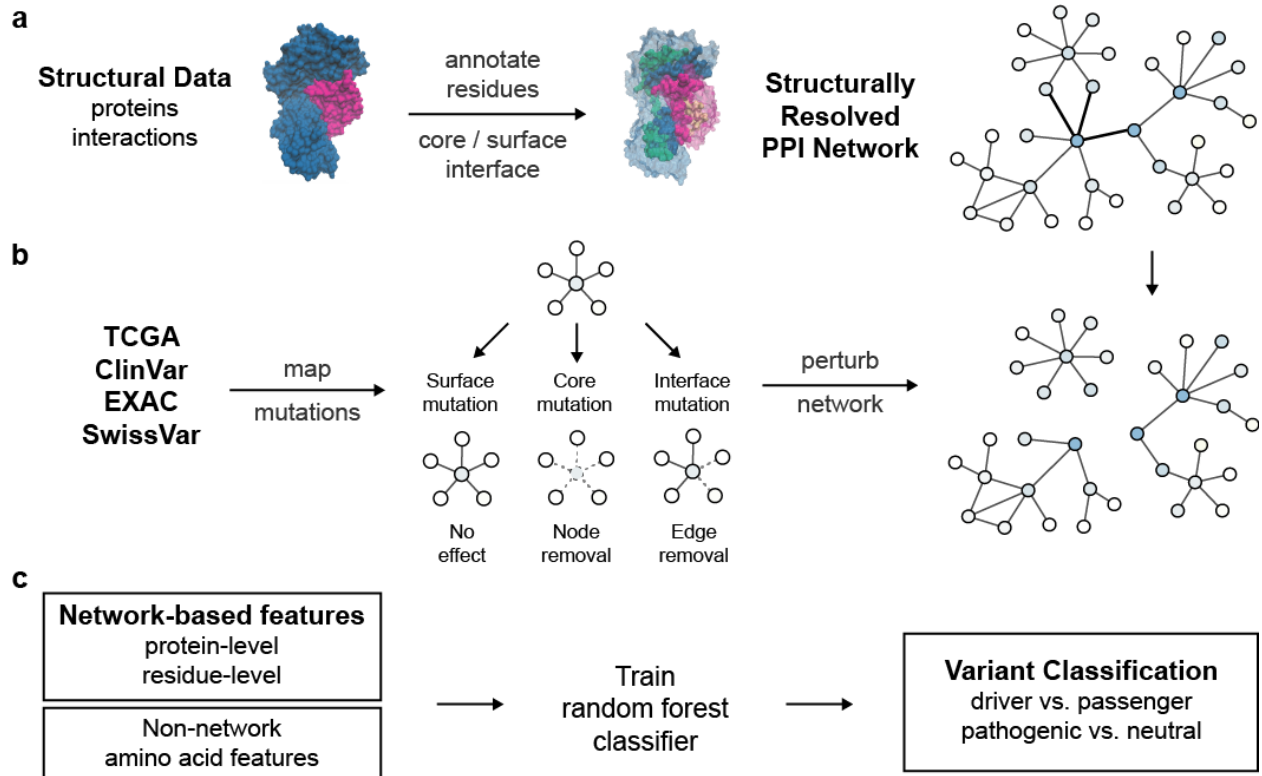 a
Structural Data
proteins
interactions
annotate
residues
core / surface
interface
Structurally
Resolved
PPI Network
b
TCGA
ClinVar
EXAC
SwissVar
map
mutations
Surface
mutation
Core
mutation
Interface
mutation
No
effect
Node
removal
Edge
removal
perturb
network
c
Network-based features
protein-level
residue-level
Non-network
amino acid features
Train
random forest
classifier
Variant Classification
driver vs. passenger
pathogenic vs. neutral